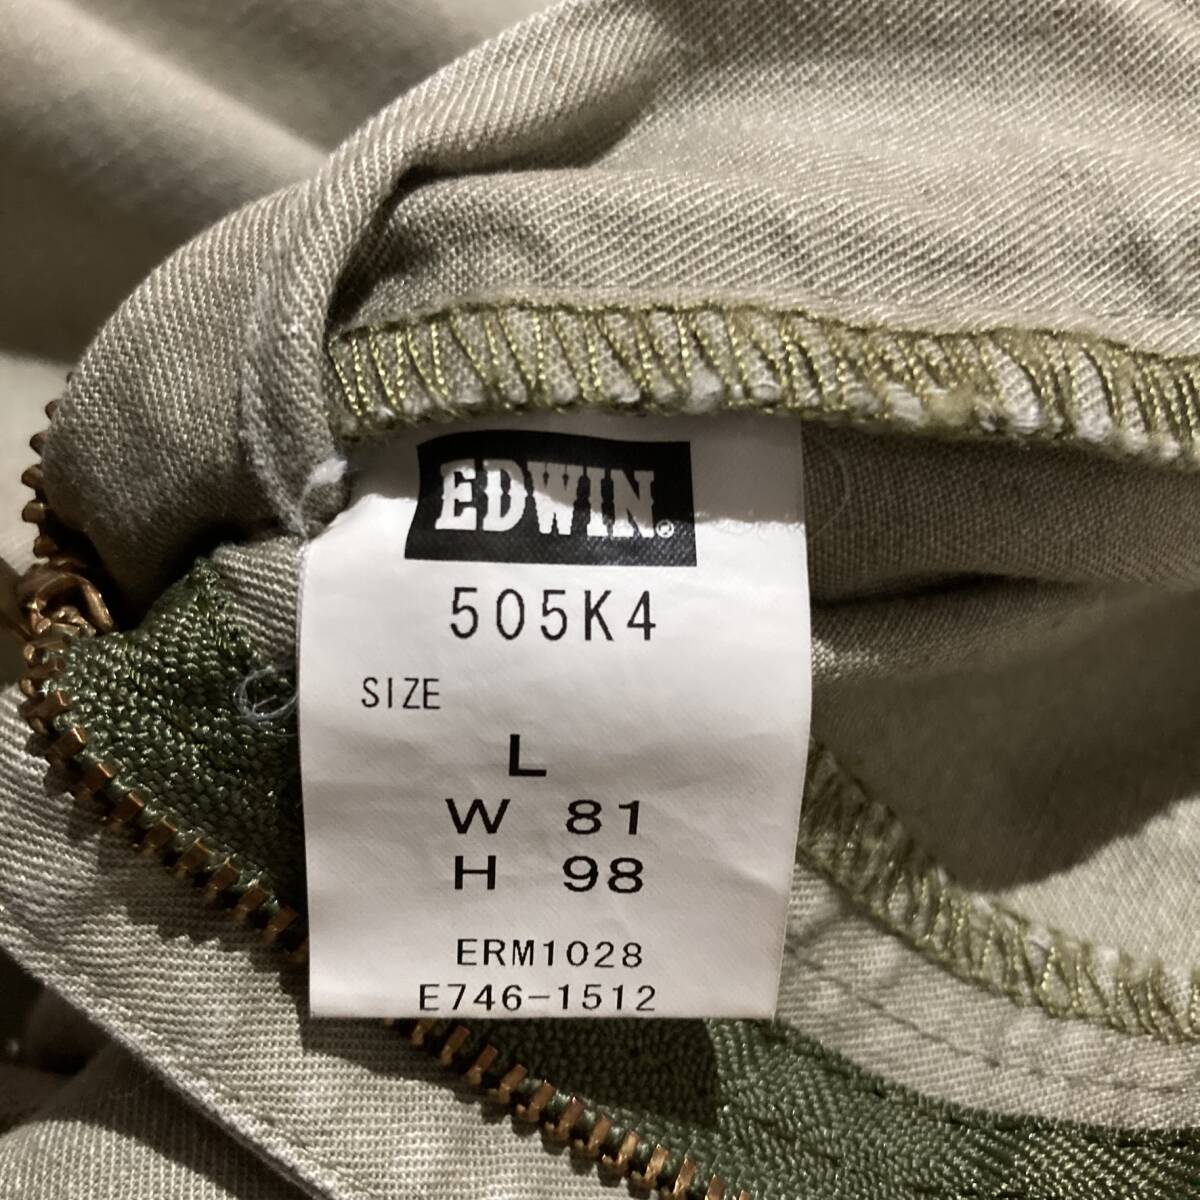 EDWIN®
505K4
SIZE
L
W 81
H 98
ERM1028
E746-1512